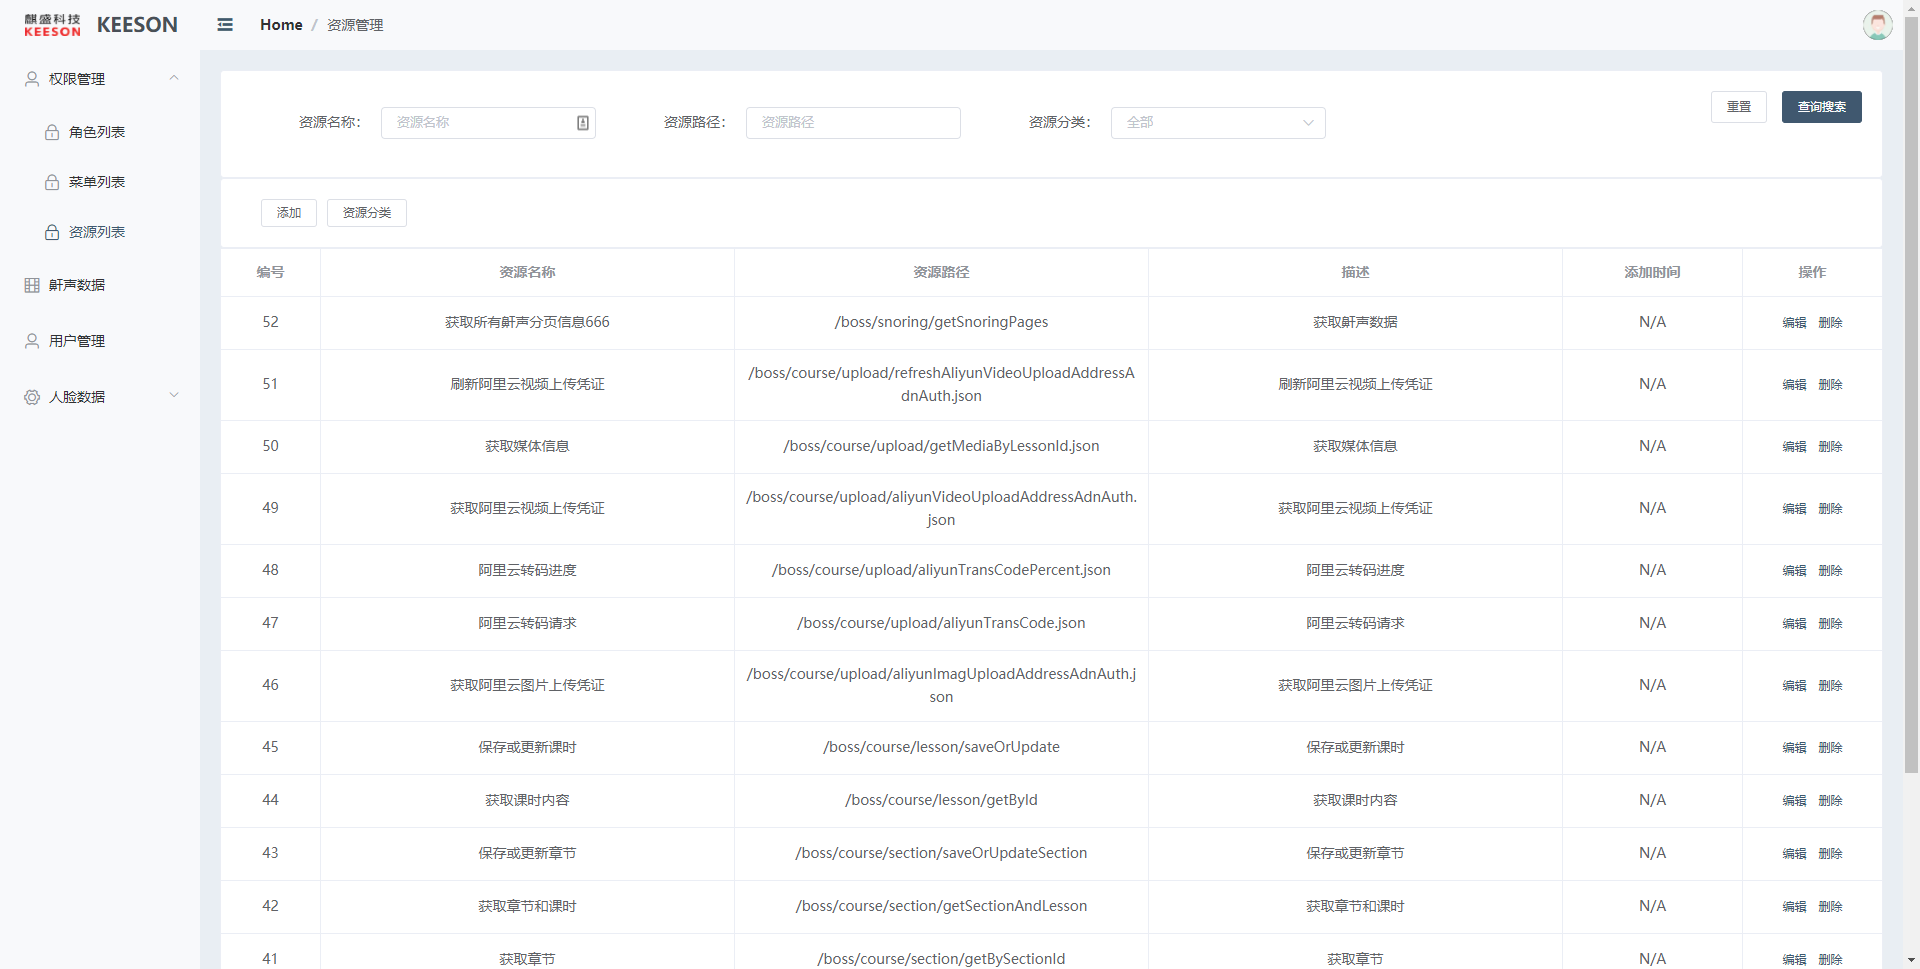 麒盛科技
KEESON
KEESON
Home / 资源管理
权限管理
角色列表
菜单列表
资源列表
鼾声数据
用户管理
人脸数据
资源名称： 资源名称 资源路径： 资源路径 资源分类： 全部 重置 查询搜索
添加 资源分类
编号 资源名称 资源路径 描述 添加时间 操作
52 获取所有鼾声分页信息666 /boss/snoring/getSnoringPages 获取鼾声数据 N/A 编辑 删除
51 刷新阿里云视频上传凭证 /boss/course/upload/refreshAliyunVideoUploadAddressA
dnAuth.json 刷新阿里云视频上传凭证 N/A 编辑 删除
50 获取媒体信息 /boss/course/upload/getMediaByLessonId.json 获取媒体信息 N/A 编辑 删除
49 获取阿里云视频上传凭证 /boss/course/upload/aliyunVideoUploadAddressAdnAuth.
json 获取阿里云视频上传凭证 N/A 编辑 删除
48 阿里云转码进度 /boss/course/upload/aliyunTransCodePercent.json 阿里云转码进度 N/A 编辑 删除
47 阿里云转码请求 /boss/course/upload/aliyunTransCode.json 阿里云转码请求 N/A 编辑 删除
46 获取阿里云图片上传凭证 /boss/course/upload/aliyunImagUploadAddressAdnAuth.j
son 获取阿里云图片上传凭证 N/A 编辑 删除
45 保存或更新课时 /boss/course/lesson/saveOrUpdate 保存或更新课时 N/A 编辑 删除
44 获取课时内容 /boss/course/lesson/getById 获取课时内容 N/A 编辑 删除
43 保存或更新章节 /boss/course/section/saveOrUpdateSection 保存或更新章节 N/A 编辑 删除
42 获取章节和课时 /boss/course/section/getSectionAndLesson 获取章节和课时 N/A 编辑 删除
41 获取章节 /boss/course/section/getBySectionId 获取章节 N/A 编辑 删除